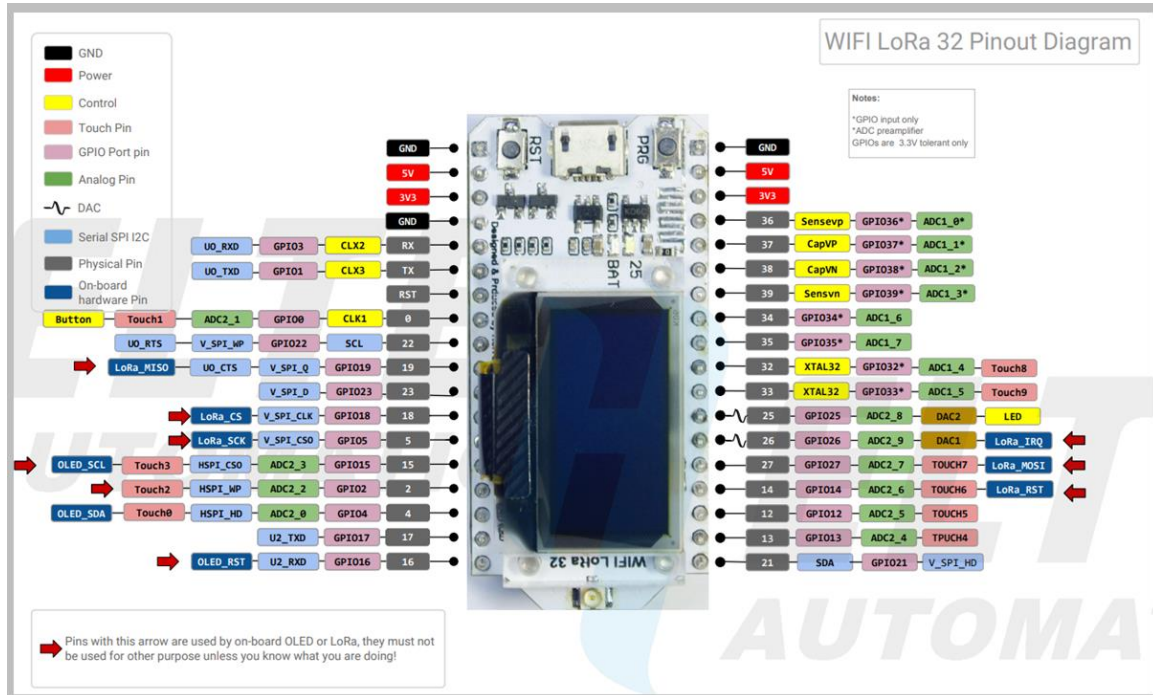 WIFI LoRa 32 Pinout Diagram
GND
Power
Control
Touch Pin
GPIO Port pin
Analog Pin
DAC
Serial SPI I2C
Physical Pin
On-board
hardware Pin
Notes:
*GPIO input only
*ADC preamplifier
GPIOs are 3.3V tolerant only
GND
5V
3V3
GND
UO_RXD GPIO3 CLX2 RX
UO_TXD GPIO1 CLX3 TX
RST
Button Touch1 ADC2_1 GPIO0 CLK1 0
UO_RTS V_SPI_WP GPIO22 SCL 22
LoRa_MISO UO_CTS V_SPI_Q GPIO19 19
V_SPI_D GPIO23 23
LoRa_CS V_SPI_CLK GPIO18 18
LoRa_SCK V_SPI_CSO GPIO5 5
OLED_SCL Touch3 HSPI_CSO ADC2_3 GPIO15 15
Touch2 HSPI_WP ADC2_2 GPIO2 2
OLED_SDA Touch0 HSPI_HD ADC2_0 GPIO4 4
U2_TXD GPIO17 17
OLED_RST U2_RXD GPIO16 16
RST
PRG
BAT
25
WIFI LoRa 32
GND
5V
3V3
36 Sensevp GPIO36* ADC1_0*
37 CapVP GPIO37* ADC1_1*
38 CapVN GPIO38* ADC1_2*
39 Sensvn GPIO39* ADC1_3*
34 GPIO34* ADC1_6
35 GPIO35* ADC1_7
32 XTAL32 GPIO32* ADC1_4 Touch8
33 XTAL32 GPIO33* ADC1_5 Touch9
25 GPIO25 ADC2_8 DAC2 LED
26 GPIO26 ADC2_9 DAC1 LoRa_IRQ
27 GPIO27 ADC2_7 TOUCH7 LoRa_MOSI
14 GPIO14 ADC2_6 TOUCH6 LoRa_RST
12 GPIO12 ADC2_5 TOUCH5
13 GPIO13 ADC2_4 TPUCH4
21 SDA GPIO21 V_SPI_HD
Pins with this arrow are used by on-board OLED or LoRa, they must not
be used for other purpose unless you know what you are doing!